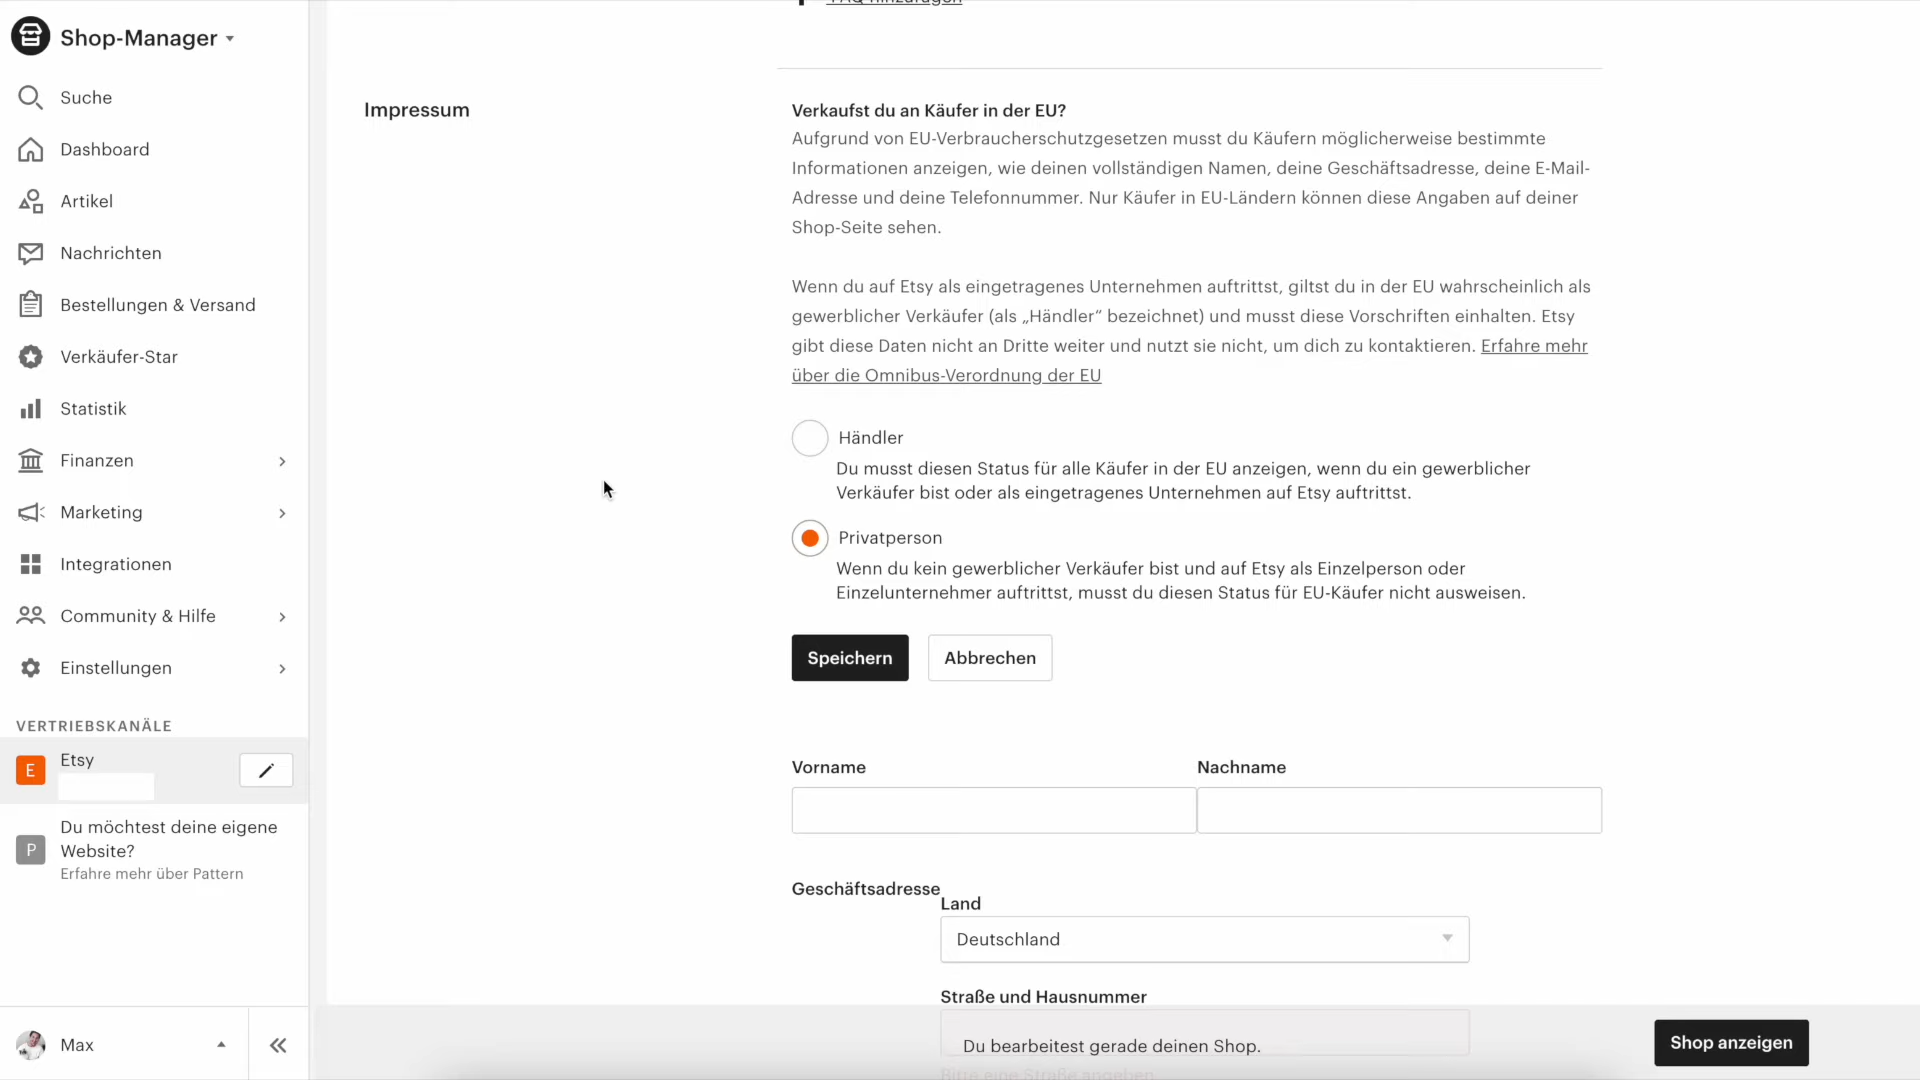 FAQ hinzufügen
Shop-Manager
Suche
Dashboard
Artikel
Nachrichten
Bestellungen & Versand
Verkäufer-Star
Statistik
Finanzen
Marketing
Integrationen
Community & Hilfe
Einstellungen
VERTRIEBSKANÄLE
E
Etsy
P
Du möchtest deine eigene
Website?
Erfahre mehr über Pattern
Max
Impressum
Verkaufst du an Käufer in der EU?
Aufgrund von EU-Verbraucherschutzgesetzen musst du Käufern möglicherweise bestimmte
Informationen anzeigen, wie deinen vollständigen Namen, deine Geschäftsadresse, deine E-Mail-
Adresse und deine Telefonnummer. Nur Käufer in EU-Ländern können diese Angaben auf deiner
Shop-Seite sehen.
Wenn du auf Etsy als eingetragenes Unternehmen auftrittst, giltst du in der EU wahrscheinlich als
gewerblicher Verkäufer (als „Händler“ bezeichnet) und musst diese Vorschriften einhalten. Etsy
gibt diese Daten nicht an Dritte weiter und nutzt sie nicht, um dich zu kontaktieren. Erfahre mehr
über die Omnibus-Verordnung der EU
Händler
Du musst diesen Status für alle Käufer in der EU anzeigen, wenn du ein gewerblicher
Verkäufer bist oder als eingetragenes Unternehmen auf Etsy auftrittst.
Privatperson
Wenn du kein gewerblicher Verkäufer bist und auf Etsy als Einzelperson oder
Einzelunternehmer auftrittst, musst du diesen Status für EU-Käufer nicht ausweisen.
Speichern Abbrechen
Vorname Nachname
Geschäftsadresse
Land
Deutschland
Straße und Hausnummer
Du bearbeitest gerade deinen Shop.
Bitte eine Straße angeben.
Shop anzeigen